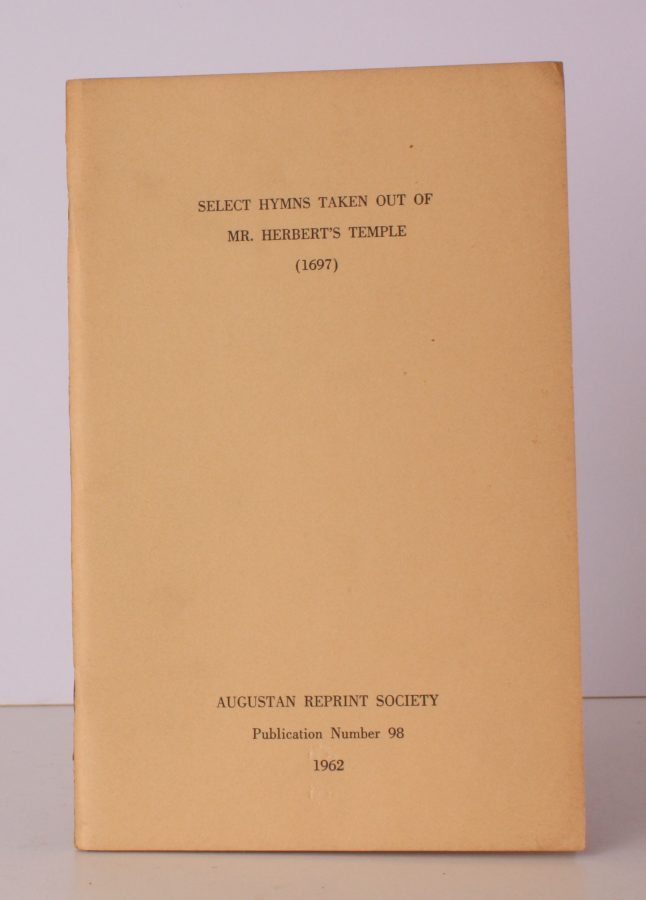 SELECT HYMNS TAKEN OUT OF
MR. HERBERT'S TEMPLE
(1697)
AUGUSTAN REPRINT SOCIETY
Publication Number 98
1962